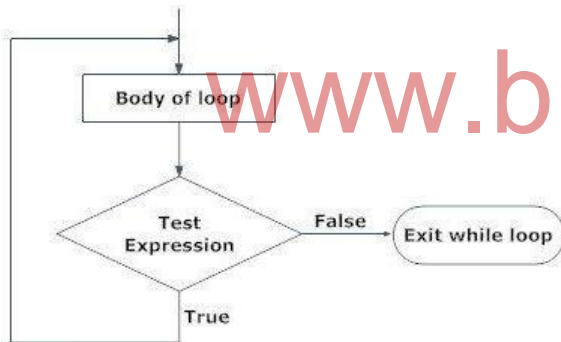 Body of loop
www.b
Test
Expression
False
Exit while loop
True